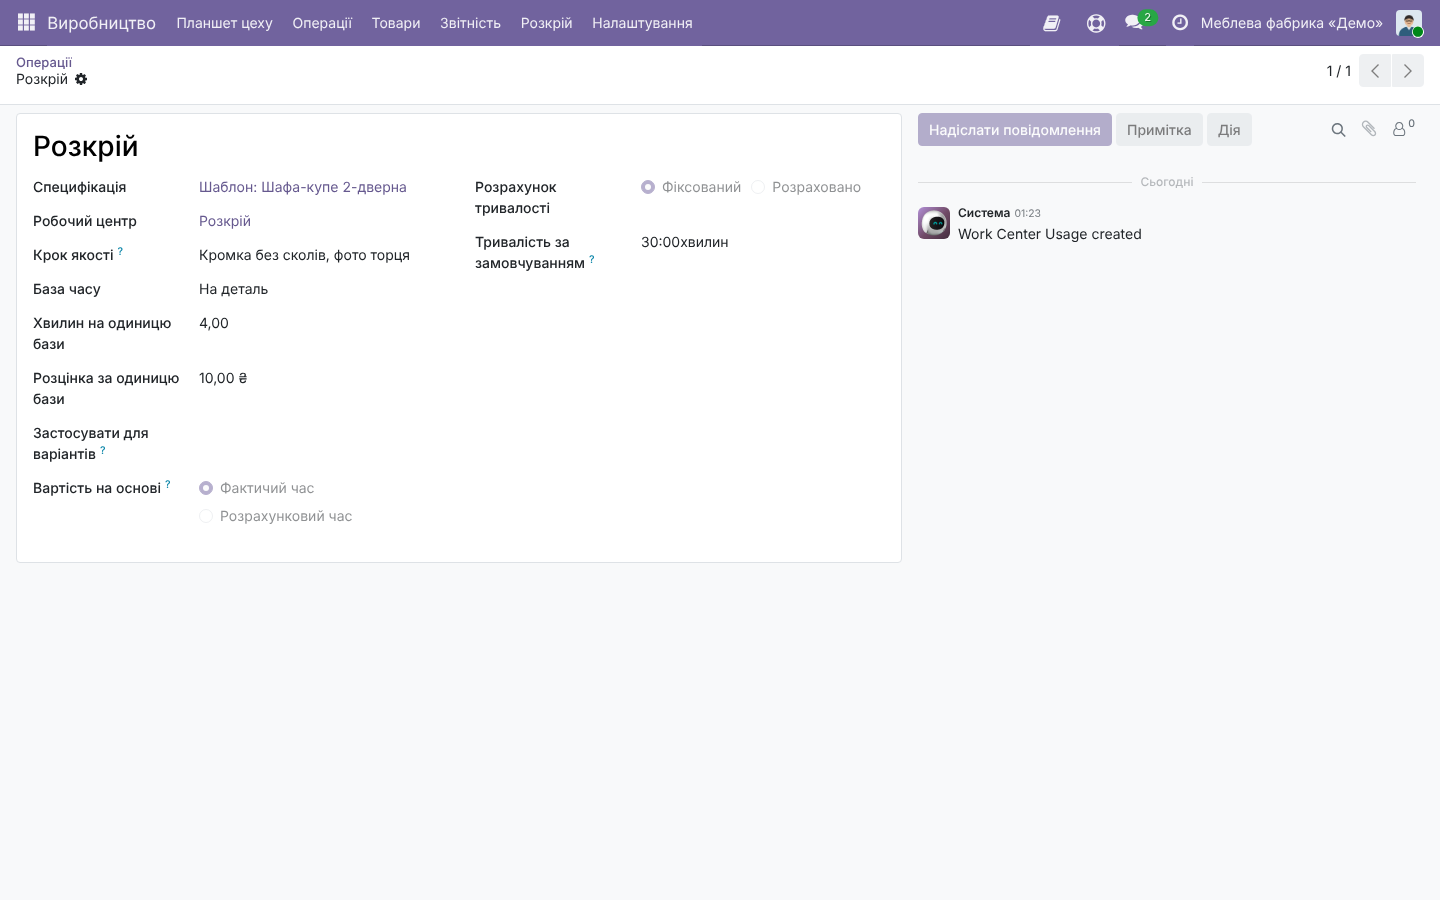 Виробництво
Планшет цеху
Операції
Товари
Звітність
Розкрій
Налаштування
2
Меблева фабрика «Демо»
Операції
Розкрій
1 / 1
Розкрій
Специфікація
Шаблон: Шафа-купе 2-дверна
Робочий центр
Розкрій
Крок якості ?
Кромка без сколів, фото торця
База часу
На деталь
Хвилин на одиницю
бази
4,00
Розцінка за одиницю
бази
10,00 ₴
Застосувати для
варіантів ?
Вартість на основі ?
Фактичий час
Розрахунковий час
Розрахунок
тривалості
Фіксований
Розраховано
Тривалість за
замовчуванням ?
30:00хвилин
Надіслати повідомлення
Примітка
Дія
0
Сьогодні
Система 01:23
Work Center Usage created